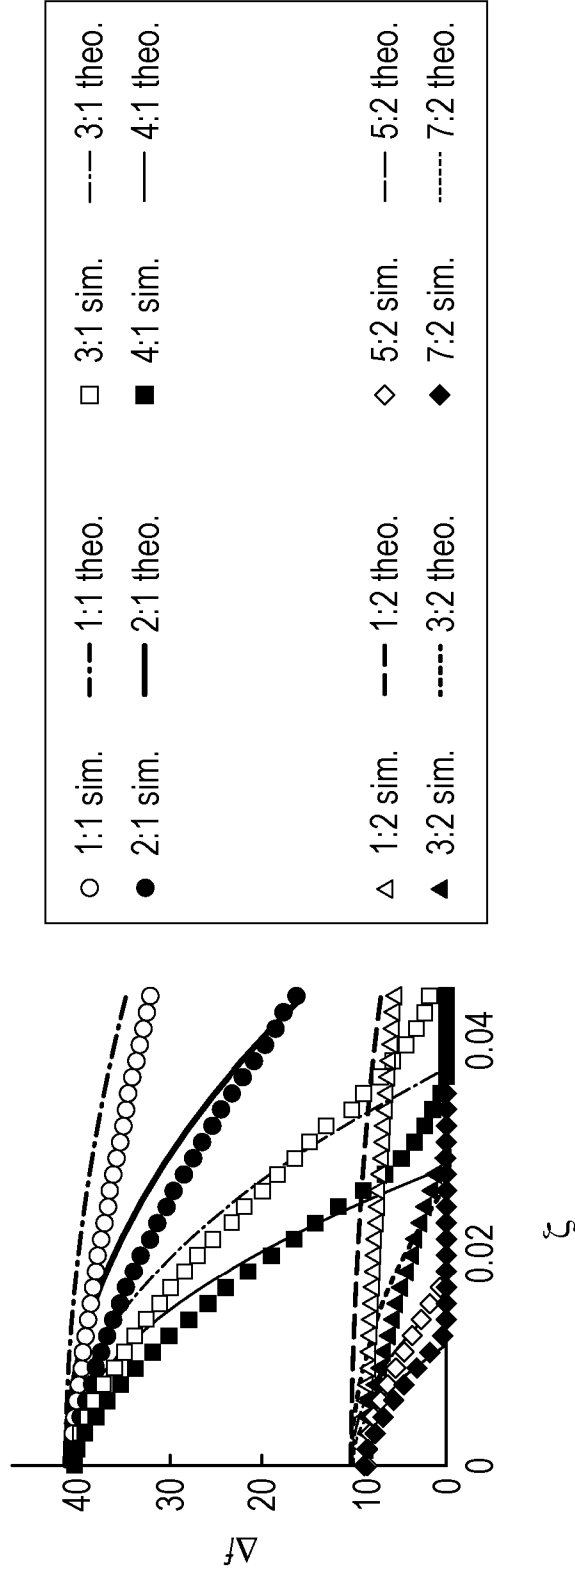 1:1 sim. 1:1 theo. 3:1 sim. 3:1 theo.
2:1 sim. 2:1 theo. 4:1 sim. 4:1 theo.
1:2 sim. 1:2 theo. 5:2 sim. 5:2 theo.
3:2 sim. 3:2 theo. 7:2 sim. 7:2 theo.
40
30
20
10
0
Δf
0 0.02 0.04
ζ